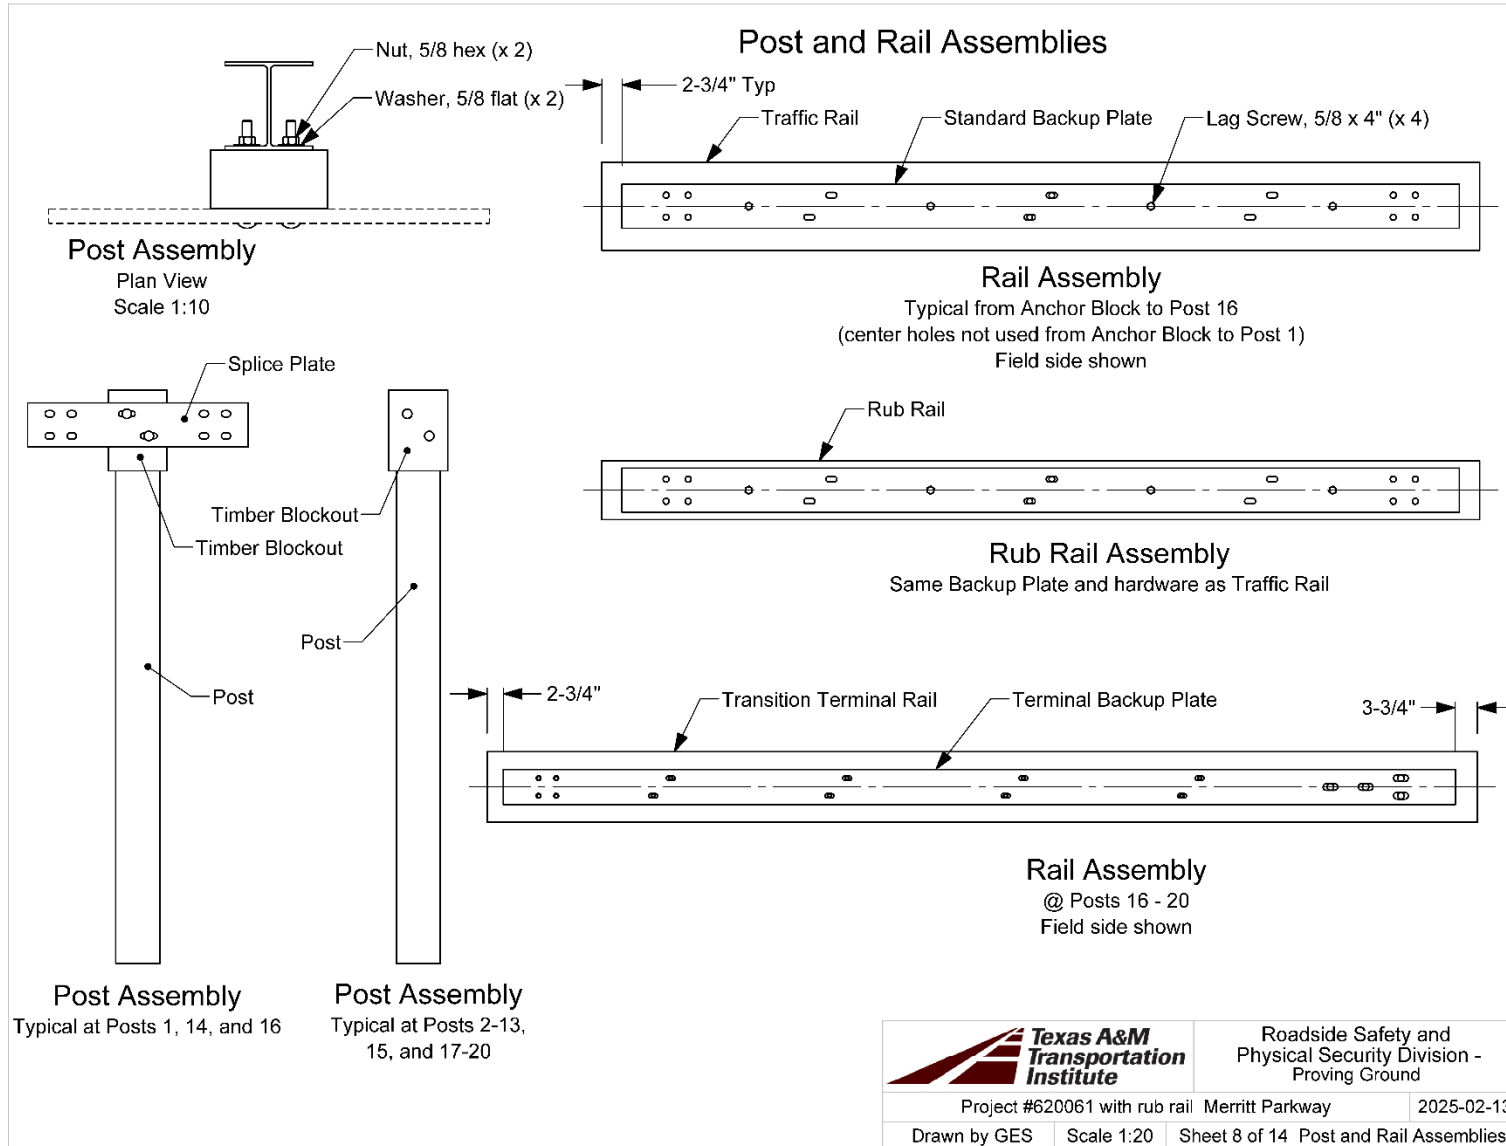 Post and Rail Assemblies
Nut, 5/8 hex (x 2)
Washer, 5/8 flat (x 2)
Post Assembly
Plan View
Scale 1:10
2-3/4" Typ
Traffic Rail
Standard Backup Plate
Lag Screw, 5/8 x 4" (x 4)
Rail Assembly
Typical from Anchor Block to Post 16
(center holes not used from Anchor Block to Post 1)
Field side shown
Splice Plate
Timber Blockout
Timber Blockout
Post
Post
Rub Rail
Rub Rail Assembly
Same Backup Plate and hardware as Traffic Rail
2-3/4"
Transition Terminal Rail
Terminal Backup Plate
3-3/4"
Rail Assembly
@ Posts 16 - 20
Field side shown
Post Assembly
Typical at Posts 1, 14, and 16
Post Assembly
Typical at Posts 2-13,
15, and 17-20
Texas A&M
Transportation
Institute
Roadside Safety and
Physical Security Division -
Proving Ground
Project #620061 with rub rail Merritt Parkway
2025-02-13
Drawn by GES
Scale 1:20
Sheet 8 of 14 Post and Rail Assemblies